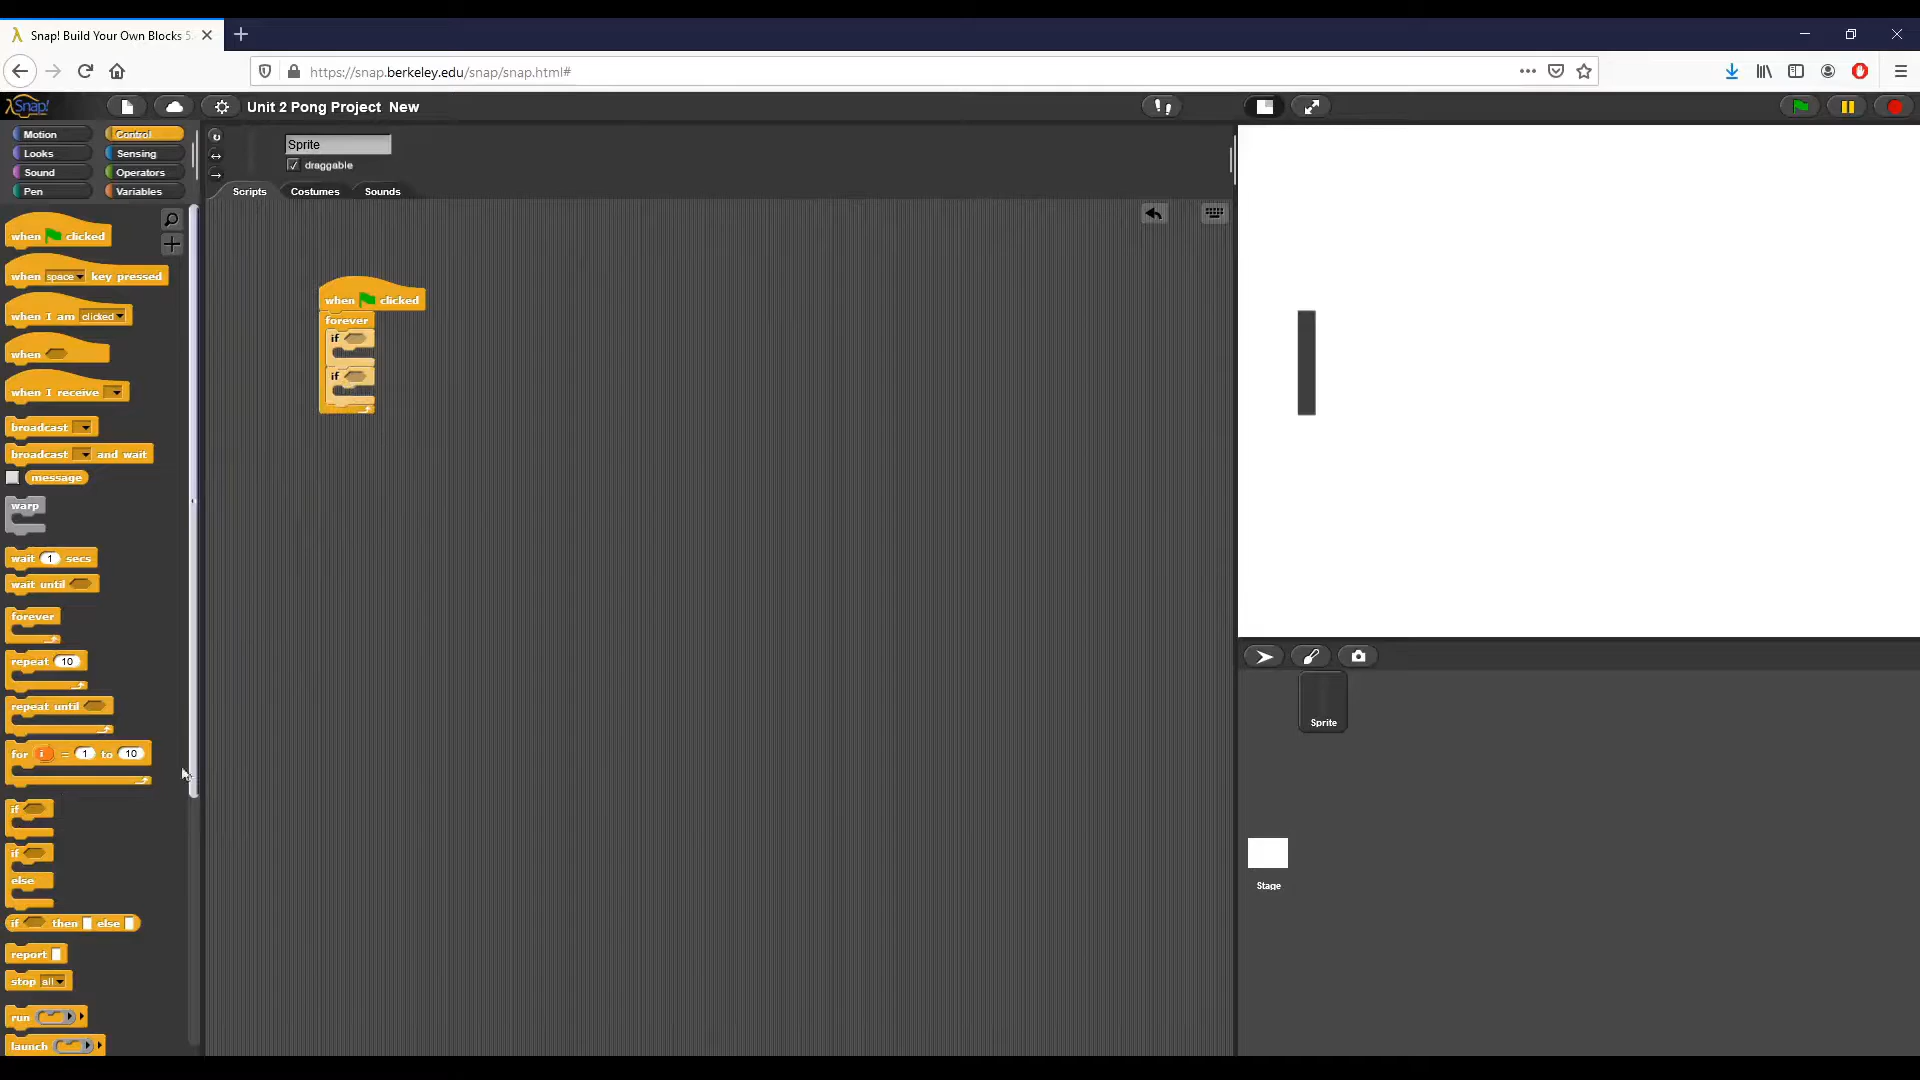 Snap! Build Your Own Blocks 5.
https://snap.berkeley.edu/snap/snap.html#
Snap!
Unit 2 Pong Project New
Motion
Control
Looks
Sensing
Sound
Operators
Pen
Variables
Sprite
draggable
Scripts
Costumes
Sounds
when clicked
when space key pressed
when I am clicked
when
when I receive
broadcast
broadcast and wait
message
warp
wait 1 secs
wait until
forever
repeat 10
repeat until
for i = 1 to 10
if
if
else
if then else
report
stop all
run
launch
when clicked
forever
if
if
Sprite
Stage